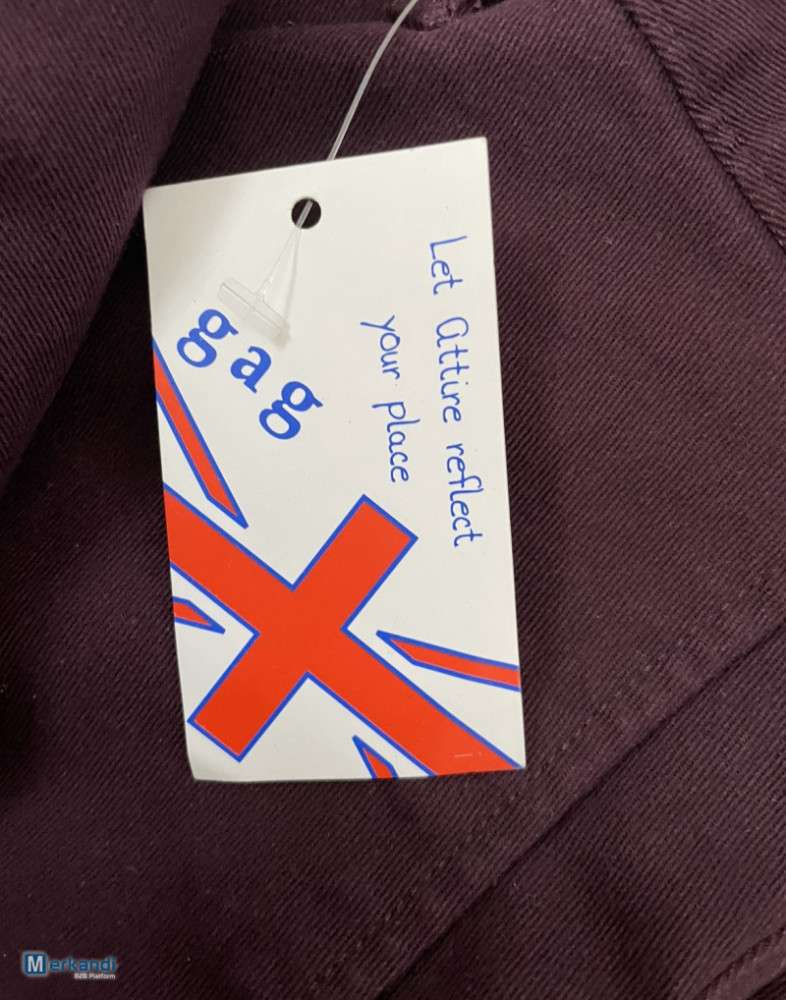 gag
Let attire reflect
your place
Merkandi
B2B Platform